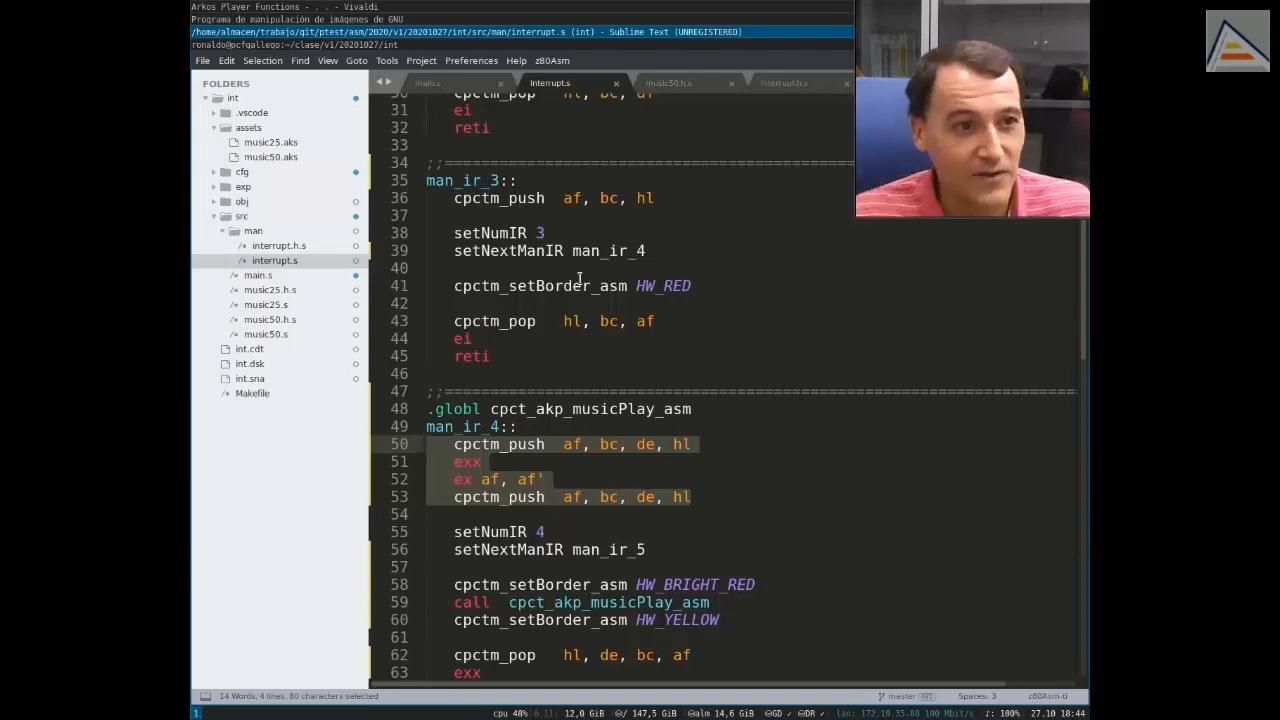 Arkos Player Functions - . . - Vivaldi
Programa de manipulación de imágenes de GNU
/home/almacen/trabajo/git/ptest/asm/2020/v1/20201027/int/src/man/interrupt.s (int) - Sublime Text (UNREGISTERED)
ronaldo@pcfgallego:~/clase/v1/20201027/int
File Edit Selection Find View Goto Tools Project Preferences Help z80Asm
FOLDERS
int
.vscode
assets
music25.aks
music50.aks
cfg
exp
obj
src
man
interrupt.h.s
interrupt.s
main.s
music25.h.s
music25.s
music50.h.s
music50.s
int.cdt
int.dsk
int.sna
Makefile
main.s interrupt.s music50.h.s interrupt.h.s
30 cpctm_pop hl, bc, af
31 ei
32 reti
33
34 ;;==============================================
35 man_ir_3::
36 cpctm_push af, bc, hl
37
38 setNumIR 3
39 setNextManIR man_ir_4
40
41 cpctm_setBorder_asm HW_RED
42
43 cpctm_pop hl, bc, af
44 ei
45 reti
46
47 ;;======================================================================
48 .globl cpct_akp_musicPlay_asm
49 man_ir_4::
50 cpctm_push af, bc, de, hl
51 exx
52 ex af, af'
53 cpctm_push af, bc, de, hl
54
55 setNumIR 4
56 setNextManIR man_ir_5
57
58 cpctm_setBorder_asm HW_BRIGHT_RED
59 call cpct_akp_musicPlay_asm
60 cpctm_setBorder_asm HW_YELLOW
61
62 cpctm_pop hl, de, bc, af
63 exx
14 Words, 4 lines, 80 characters selected master Spaces: 3 z80Asm-ti
1 cpu 48% 12,0 GiB / 147,5 GiB alm 14,6 GiB GD ✓ DR ✓ lan: 172.19.35.88 100 Mbit/s ♪: 100% 27.10 18:44